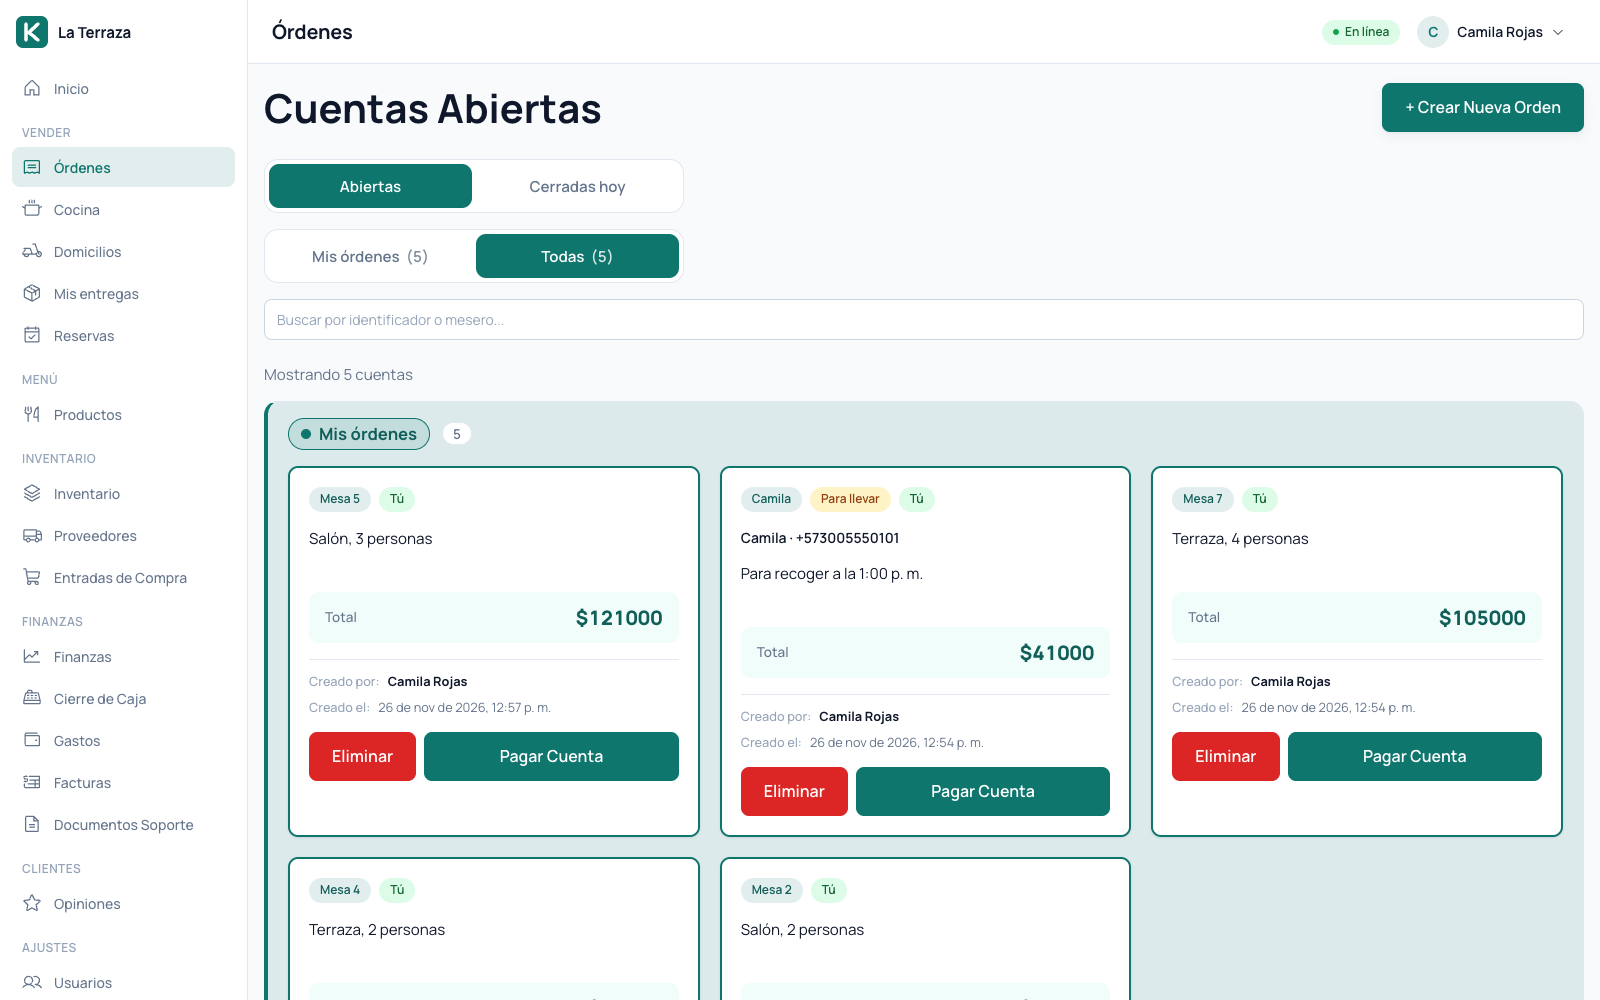 La Terraza
Inicio
VENDER
Órdenes
Cocina
Domicilios
Mis entregas
Reservas
MENÚ
Productos
INVENTARIO
Inventario
Proveedores
Entradas de Compra
FINANZAS
Finanzas
Cierre de Caja
Gastos
Facturas
Documentos Soporte
CLIENTES
Opiniones
AJUSTES
Usuarios
Órdenes
En línea
C Camila Rojas
Cuentas Abiertas
+ Crear Nueva Orden
Abiertas Cerradas hoy
Mis órdenes (5) Todas (5)
Buscar por identificador o mesero...
Mostrando 5 cuentas
Mis órdenes 5
Mesa 5 Tú
Salón, 3 personas
Total $121000
Creado por: Camila Rojas
Creado el: 26 de nov de 2026, 12:57 p. m.
Eliminar Pagar Cuenta
Camila Para llevar Tú
Camila · +573005550101
Para recoger a la 1:00 p. m.
Total $41000
Creado por: Camila Rojas
Creado el: 26 de nov de 2026, 12:54 p. m.
Eliminar Pagar Cuenta
Mesa 7 Tú
Terraza, 4 personas
Total $105000
Creado por: Camila Rojas
Creado el: 26 de nov de 2026, 12:54 p. m.
Eliminar Pagar Cuenta
Mesa 4 Tú
Terraza, 2 personas
Mesa 2 Tú
Salón, 2 personas